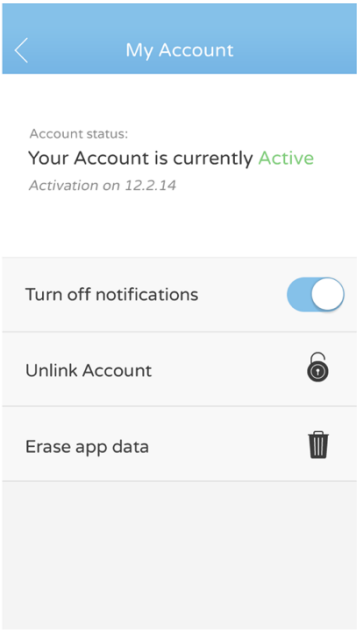 My Account
Account status:
Your Account is currently Active
Activation on 12.2.14
Turn off notifications
Unlink Account
Erase app data